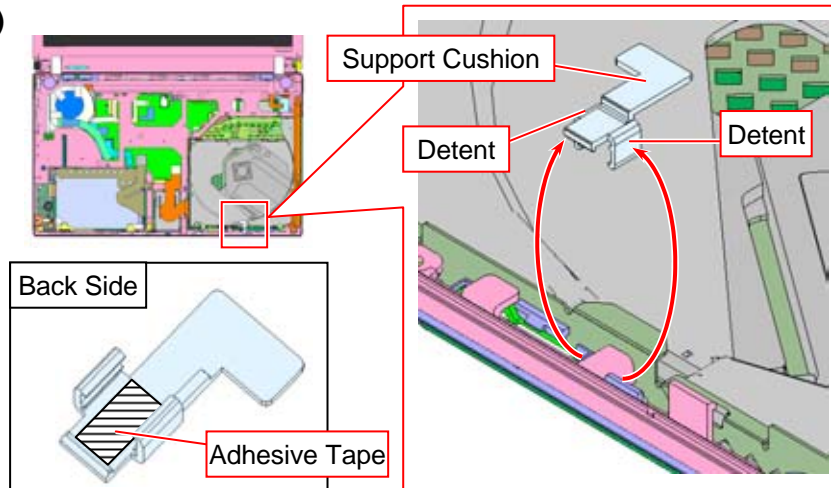 )
Support Cushion
Detent
Detent
Back Side
Adhesive Tape